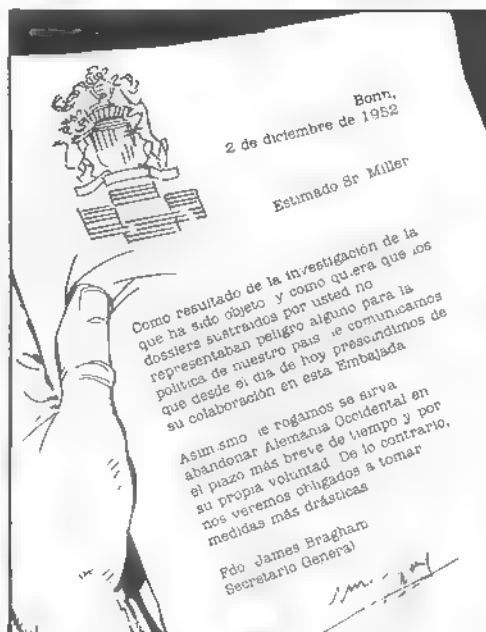 Bonn,
2 de diciembre de 1952
Estimado Sr Miller
Como resultado de la investigación de la
que ha sido objeto y como quiera que los
dossiers sustraidos por usted no
representaban peligro alguno para la
politica de nuestro pais le comunicamos
que desde el dia de hoy prescindimos de
su colaboración en esta Embajada
Asimismo le rogamos se sirva
abandonar Alemania Occidental en
el plazo más breve de tiempo y por
su propia voluntad De lo contrario,
nos veremos obligados a tomar
medidas más drásticas
Fdo James Bragham
Secretario General